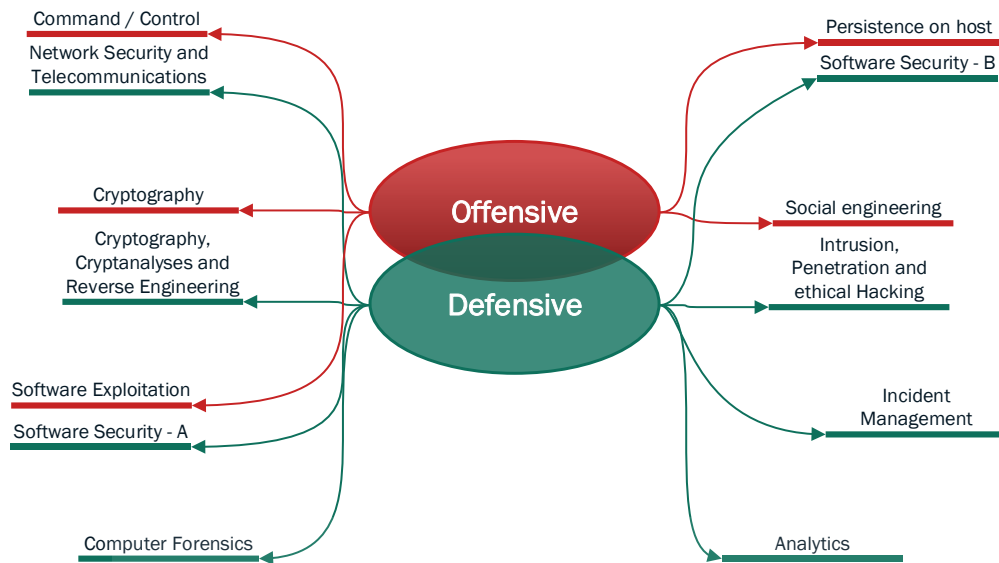 Command / Control
Network Security and
Telecommunications
Cryptography
Cryptography,
Cryptanalyses and
Reverse Engineering
Software Exploitation
Software Security - A
Computer Forensics
Offensive
Defensive
Persistence on host
Software Security - B
Social engineering
Intrusion,
Penetration and
ethical Hacking
Incident
Management
Analytics